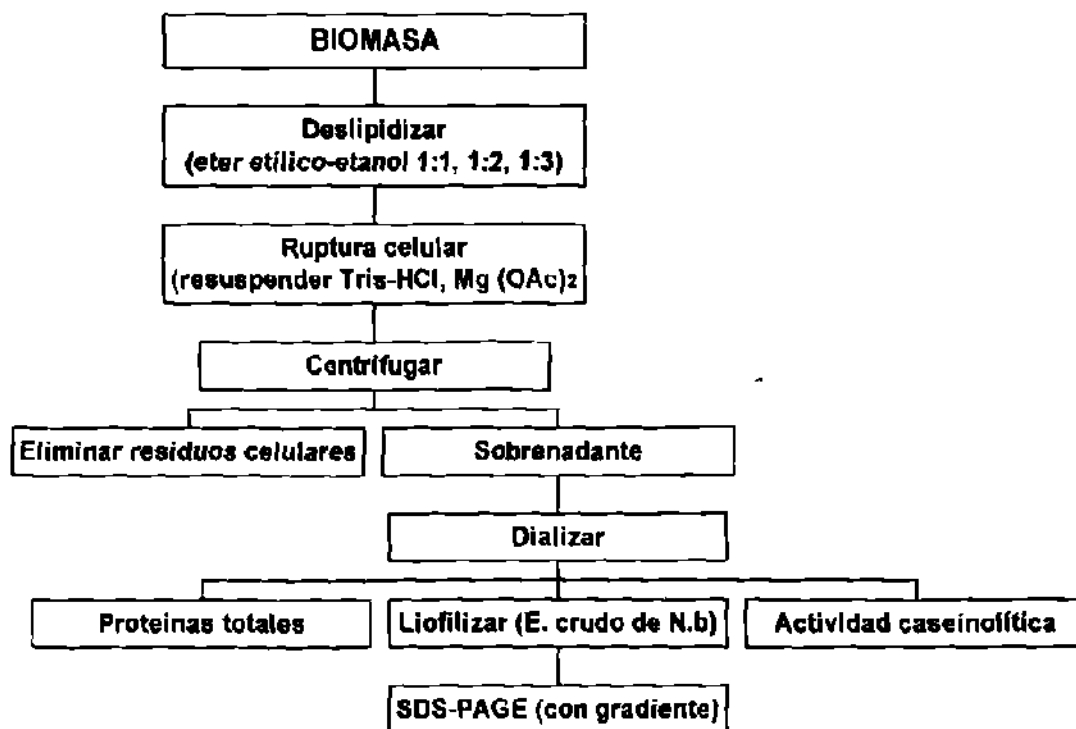 BIOMASA
Deslipidizar
(eter etílico-etanol 1:1, 1:2, 1:3)
Ruptura celular
(resuspender Tris-HCl, Mg (OAc)2
Centrífugar
Eliminar residuos celulares
Sobrenadante
Dializar
Proteinas totales
Liofilizar (E. crudo de N.b)
Actividad caseinolítica
SDS-PAGE (con gradiente)